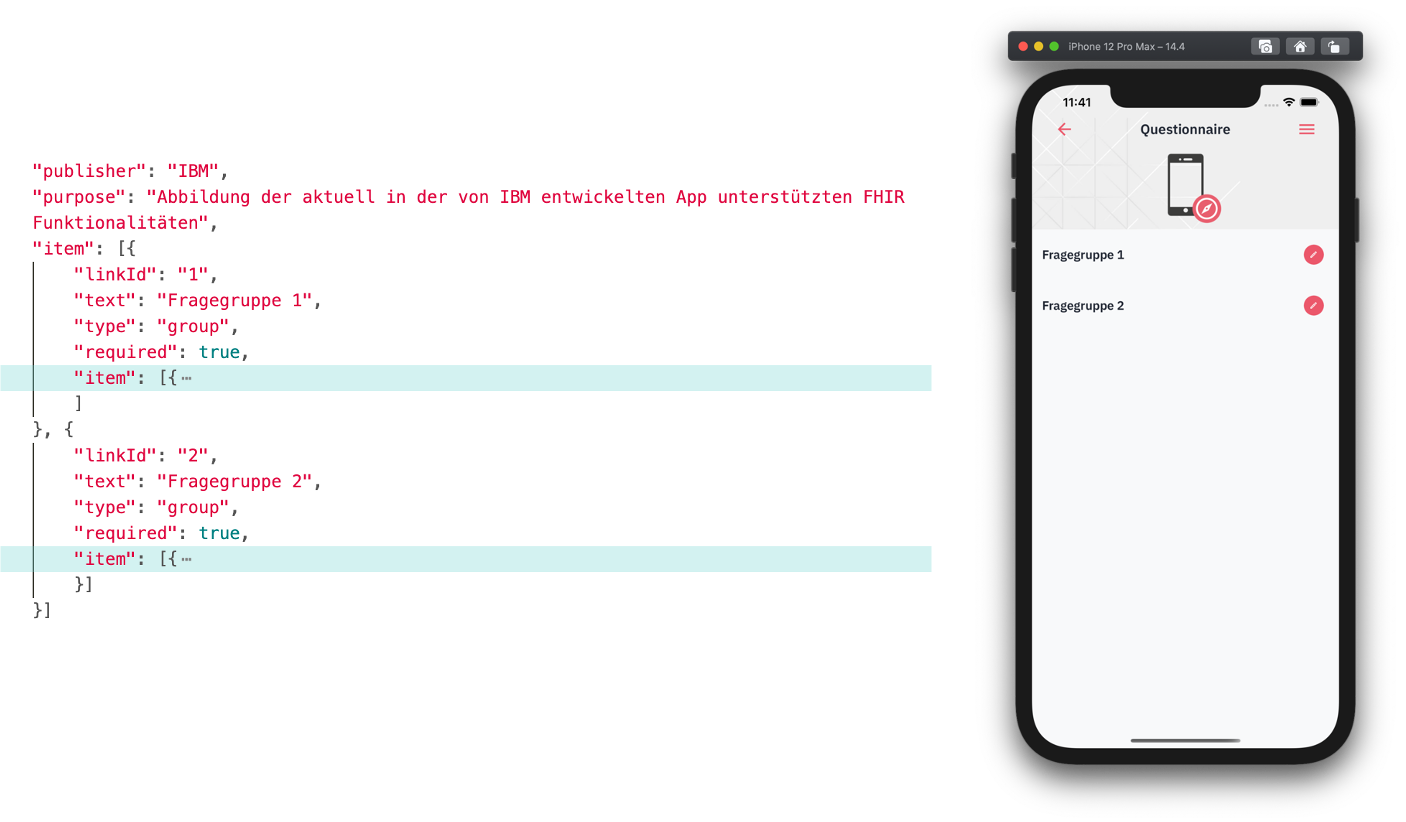 "publisher": "IBM",
"purpose": "Abbildung der aktuell in der von IBM entwickelten App unterstützten FHIR
Funktionalitäten",
"item": [{
"linkId": "1",
"text": "Fragegruppe 1",
"type": "group",
"required": true,
"item": [{⋯
]
}, {
"linkId": "2",
"text": "Fragegruppe 2",
"type": "group",
"required": true,
"item": [{⋯
}]
}]
iPhone 12 Pro Max – 14.4
11:41
Questionnaire
Fragegruppe 1
Fragegruppe 2